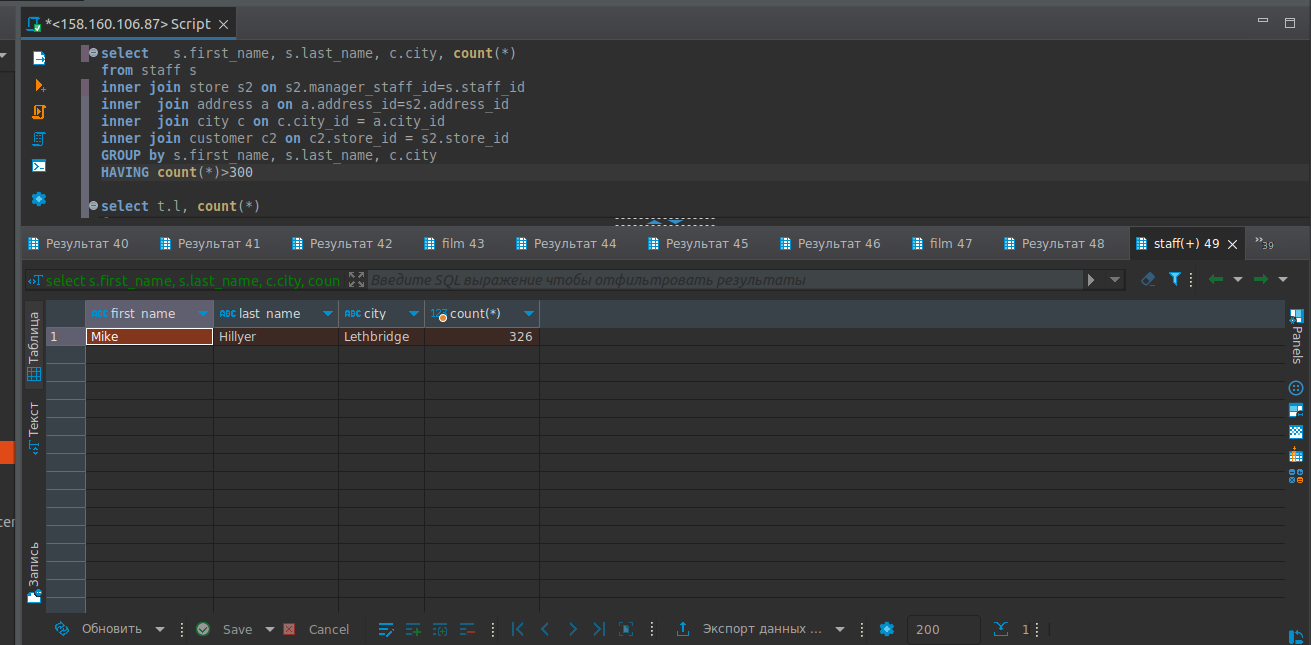 *<158.160.106.87> Script
select   s.first_name, s.last_name, c.city, count(*)
from staff s
inner join store s2 on s2.manager_staff_id=s.staff_id
inner  join address a on a.address_id=s2.address_id
inner  join city c on c.city_id = a.city_id
inner join customer c2 on c2.store_id = s2.store_id
GROUP by s.first_name, s.last_name, c.city
HAVING count(*)>300
select t.l, count(*)
Результат 40 Результат 41 Результат 42 film 43 Результат 44 Результат 45 Результат 46 film 47 Результат 48 staff(+) 49 »39
select s.first_name, s.last_name, c.city, coun Введите SQL выражение чтобы отфильтровать результаты
Таблица
Текст
Запись
ABC first_name ABC last_name ABC city 123 count(*)
1 Mike Hillyer Lethbridge 326
Panels
Обновить Save Cancel Экспорт данных ... 200 1